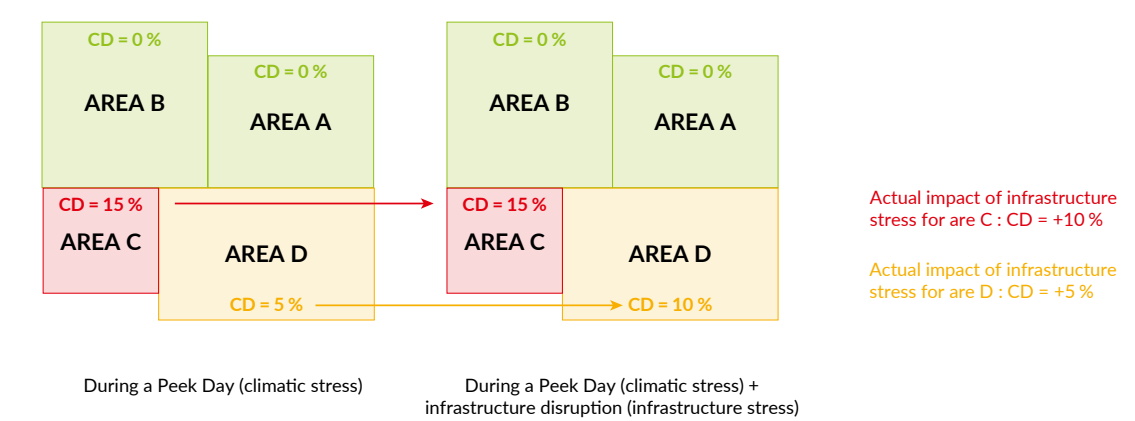 CD = 0 %
AREA B
CD = 0 %
AREA A
CD = 15 %
AREA C
AREA D
CD = 5 %
CD = 0 %
AREA B
CD = 0 %
AREA A
CD = 15 %
AREA C
AREA D
CD = 10 %
Actual impact of infrastructure
stress for are C : CD = +10 %
Actual impact of infrastructure
stress for are D : CD = +5 %
During a Peek Day (climatic stress)
During a Peek Day (climatic stress) +
infrastructure disruption (infrastructure stress)